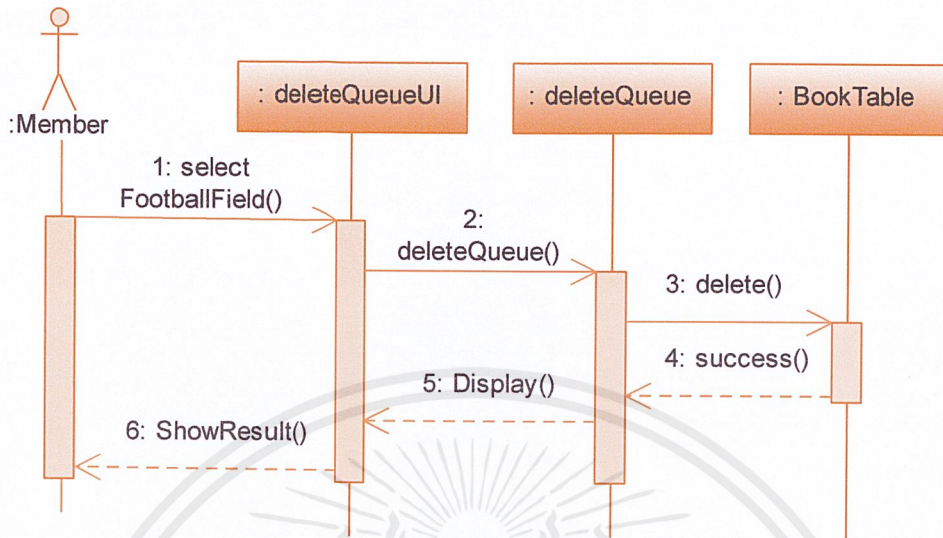 : deleteQueueUI
: deleteQueue
: BookTable
:Member
1: select
FootballField()
2:
deleteQueue()
3: delete()
4: success()
5: Display()
6: ShowResult()